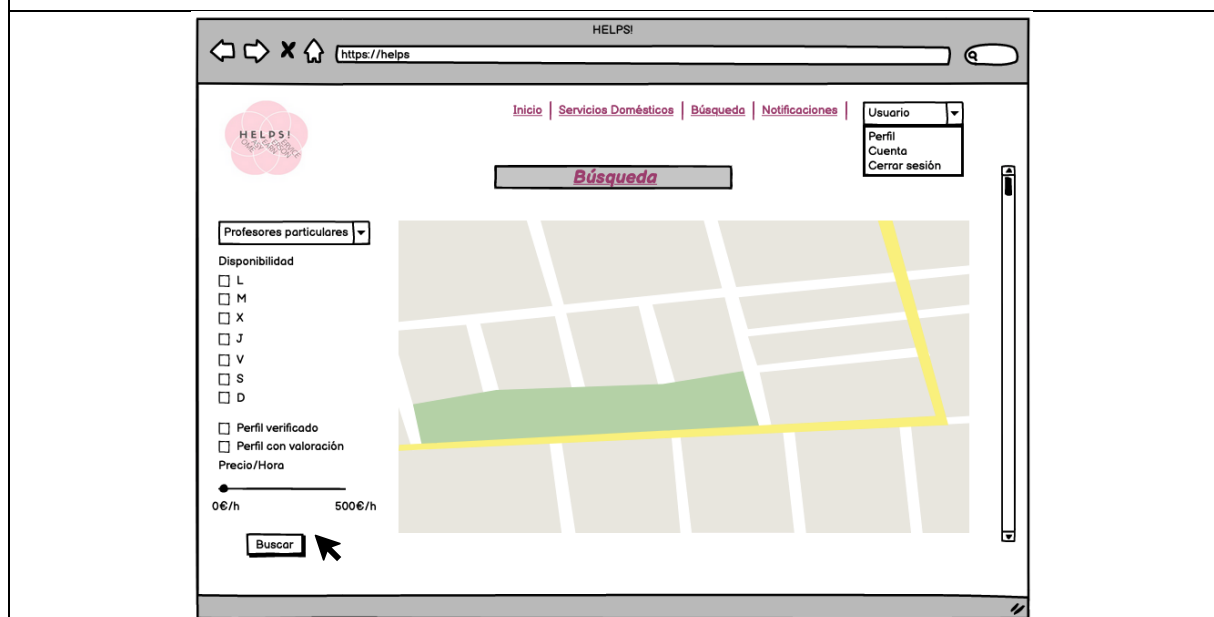 HELPS!
https://helps
HELPS!
Inicio | Servicios Domésticos | Búsqueda | Notificaciones |
Usuario
Perfil
Cuenta
Cerrar sesión
Búsqueda
Profesores particulares
Disponibilidad
L
M
X
J
V
S
D
Perfil verificado
Perfil con valoración
Precio/Hora
0€/h 500€/h
Buscar